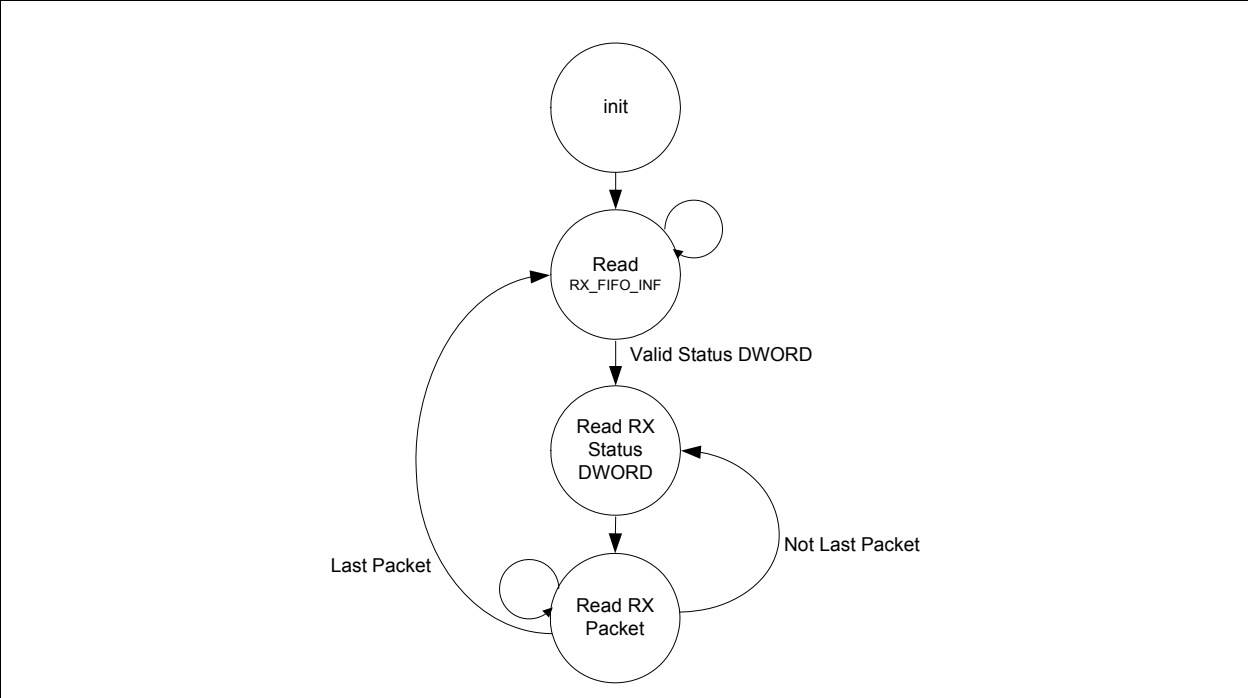 init
Read
RX_FIFO_INF
Valid Status DWORD
Read RX
Status
DWORD
Not Last Packet
Last Packet
Read RX
Packet